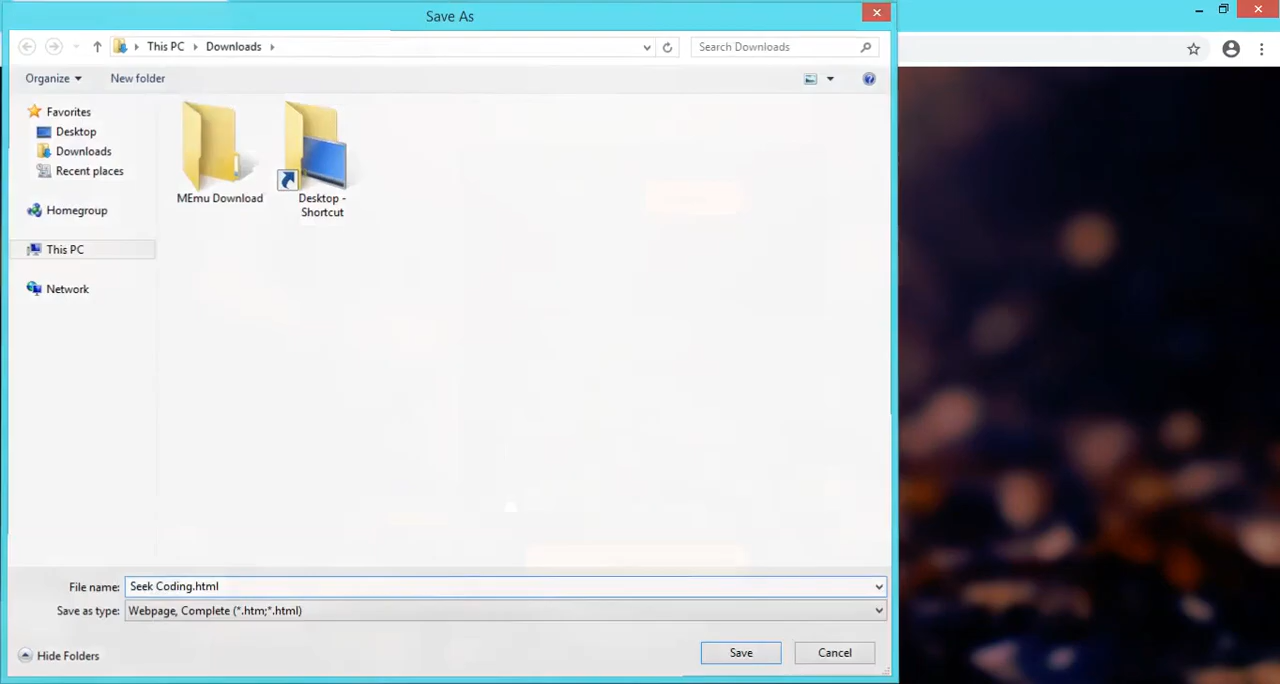 Save As
This PC
Downloads
Search Downloads
Organize
New folder
Favorites
Desktop
Downloads
Recent places
Homegroup
This PC
Network
MEmu Download
Desktop -
Shortcut
File name: Seek Coding.html
Save as type: Webpage, Complete (*.htm;*.html)
Hide Folders
Save
Cancel